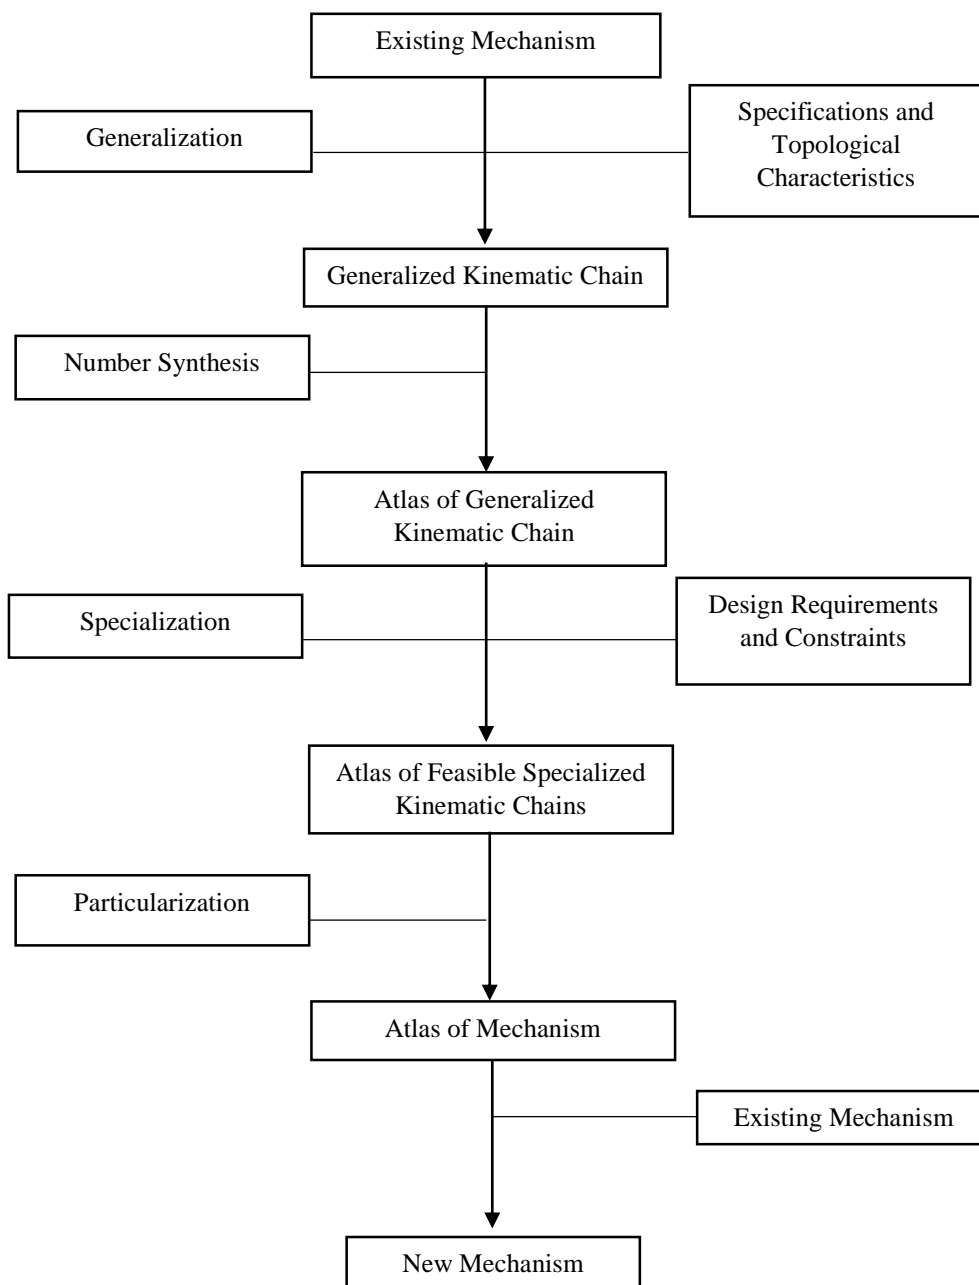 Existing Mechanism
Generalization
Specifications and
Topological
Characteristics
Generalized Kinematic Chain
Number Synthesis
Atlas of Generalized
Kinematic Chain
Specialization
Design Requirements
and Constraints
Atlas of Feasible Specialized
Kinematic Chains
Particularization
Atlas of Mechanism
Existing Mechanism
New Mechanism